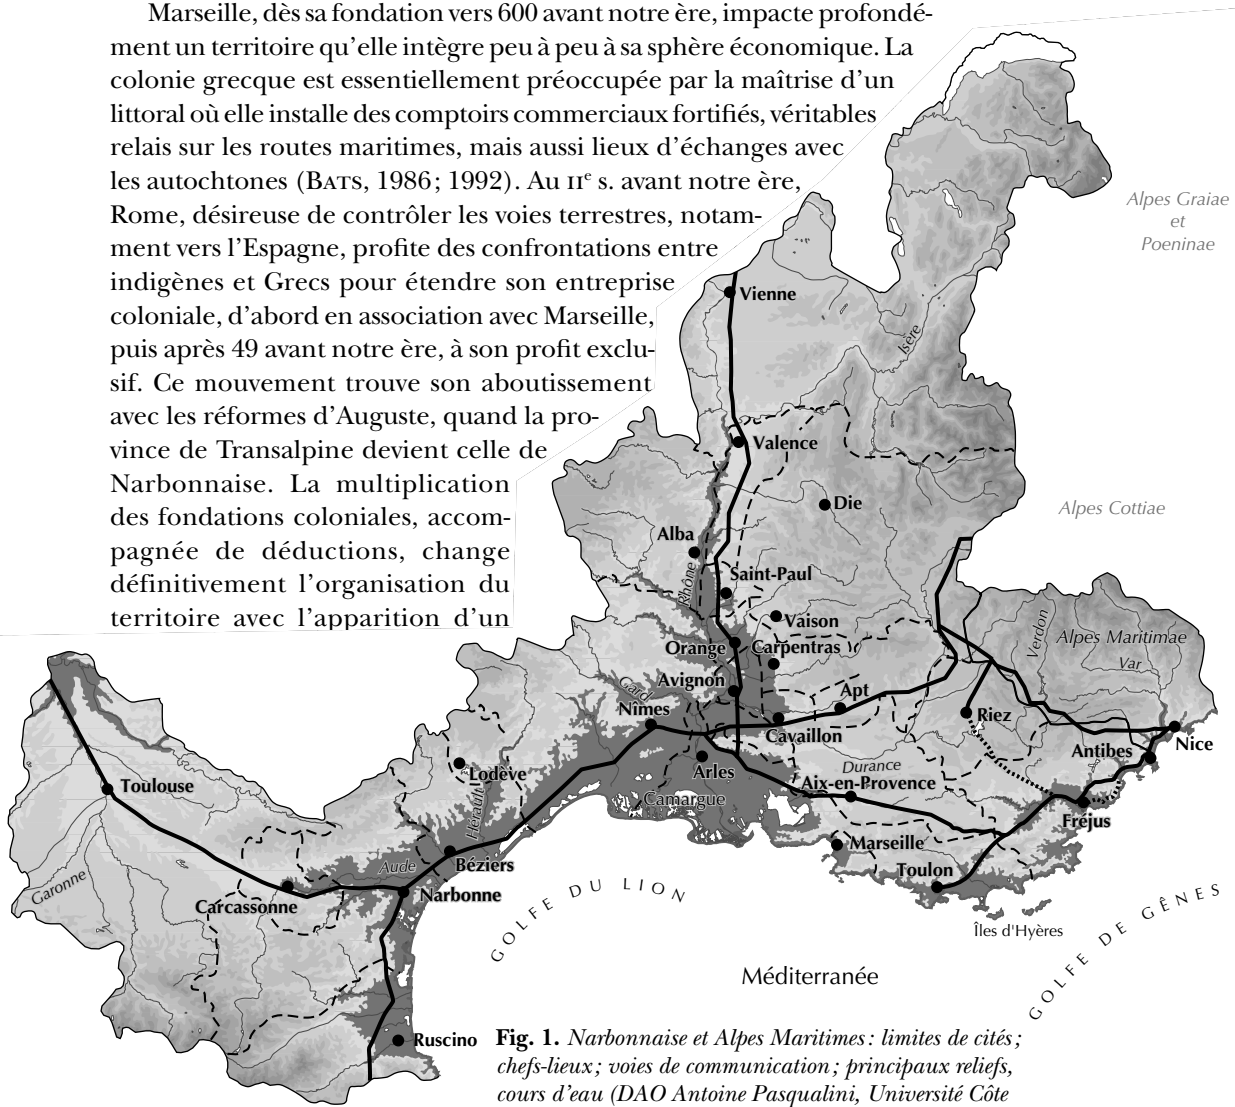 Marseille, dès sa fondation vers 600 avant notre ère, impacte profondé-
ment un territoire qu’elle intègre peu à peu à sa sphère économique. La
colonie grecque est essentiellement préoccupée par la maîtrise d’un
littoral où elle installe des comptoirs commerciaux fortifiés, véritables
relais sur les routes maritimes, mais aussi lieux d’échanges avec
les autochtones (BATS, 1986 ; 1992). Au IIe s. avant notre ère,
Rome, désireuse de contrôler les voies terrestres, notam-
ment vers l’Espagne, profite des confrontations entre
indigènes et Grecs pour étendre son entreprise
coloniale, d’abord en association avec Marseille,
puis après 49 avant notre ère, à son profit exclu-
sif. Ce mouvement trouve son aboutissement
avec les réformes d’Auguste, quand la pro-
vince de Transalpine devient celle de
Narbonnaise. La multiplication
des fondations coloniales, accom-
pagnée de déductions, change
définitivement l’organisation du
territoire avec l’apparition d’un
Alpes Graiae
et
Poeninae
Vienne
Isère
Valence
Die
Alpes Cottiae
Alba
Rhône
Saint-Paul
Vaison
Orange
Carpentras
Verdon
Alpes Maritimae
Var
Avignon
Gard
Nîmes
Apt
Riez
Cavaillon
Nice
Antibes
Arles
Durance
Lodève
Toulouse
Aix-en-Provence
Camargue
Fréjus
Hérault
Marseille
Béziers
Aude
Toulon
Garonne
Narbonne
Carcassonne
GOLFE DU LION
GOLFE DE GÊNES
Îles d'Hyères
Méditerranée
Ruscino
Fig. 1. Narbonnaise et Alpes Maritimes : limites de cités ;
chefs-lieux ; voies de communication ; principaux reliefs,
cours d’eau (DAO Antoine Pasqualini, Université Côte